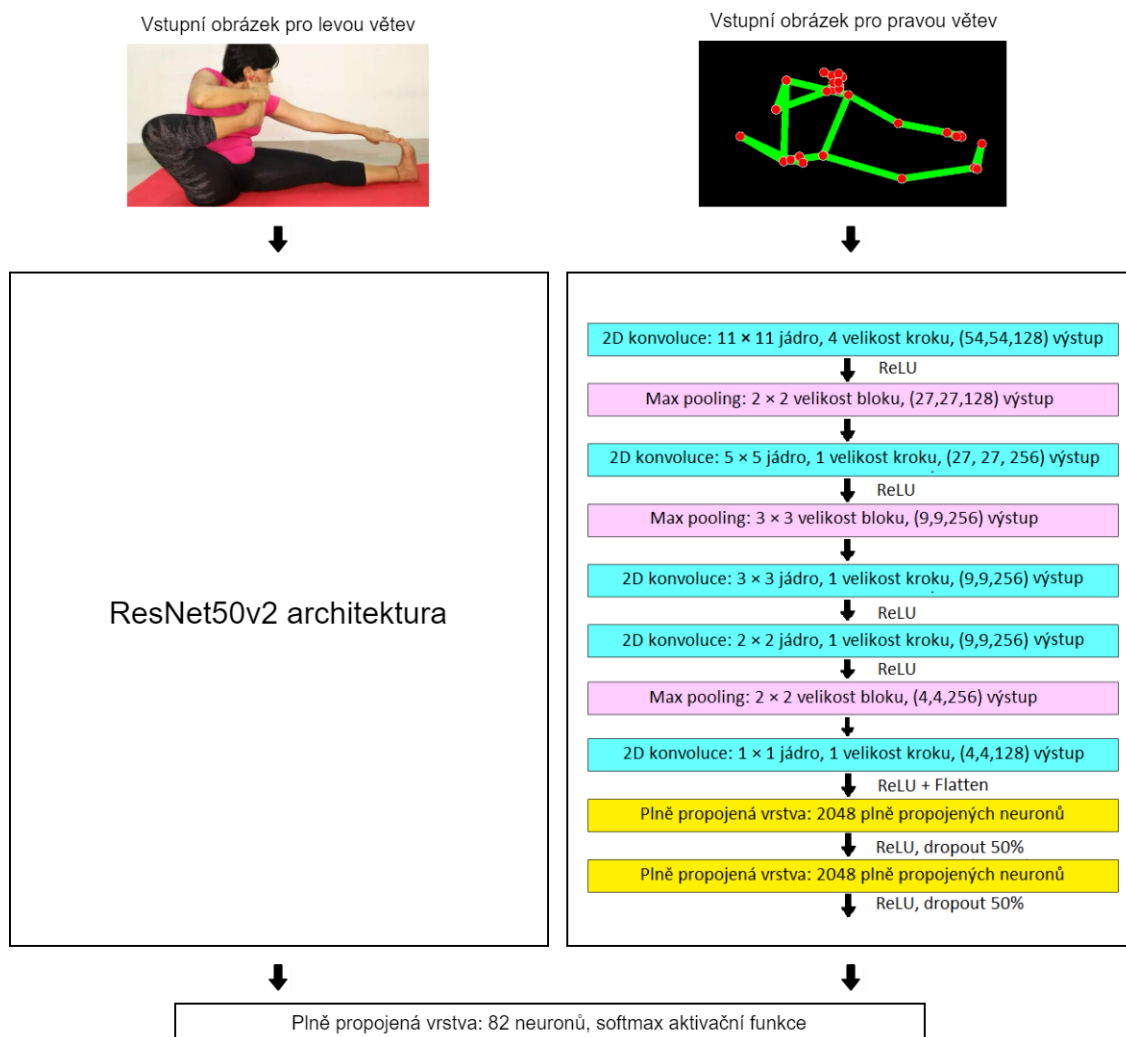 Vstupní obrázek pro levou větev
Vstupní obrázek pro pravou větev
ResNet50v2 architektura
2D konvoluce: 11 × 11 jádro, 4 velikost kroku, (54,54,128) výstup
ReLU
Max pooling: 2 × 2 velikost bloku, (27,27,128) výstup
2D konvoluce: 5 × 5 jádro, 1 velikost kroku, (27, 27, 256) výstup
ReLU
Max pooling: 3 × 3 velikost bloku, (9,9,256) výstup
2D konvoluce: 3 × 3 jádro, 1 velikost kroku, (9,9,256) výstup
ReLU
2D konvoluce: 2 × 2 jádro, 1 velikost kroku, (9,9,256) výstup
ReLU
Max pooling: 2 × 2 velikost bloku, (4,4,256) výstup
2D konvoluce: 1 × 1 jádro, 1 velikost kroku, (4,4,128) výstup
ReLU + Flatten
Plně propojená vrstva: 2048 plně propojených neuronů
ReLU, dropout 50%
Plně propojená vrstva: 2048 plně propojených neuronů
ReLU, dropout 50%
Plně propojená vrstva: 82 neuronů, softmax aktivační funkce